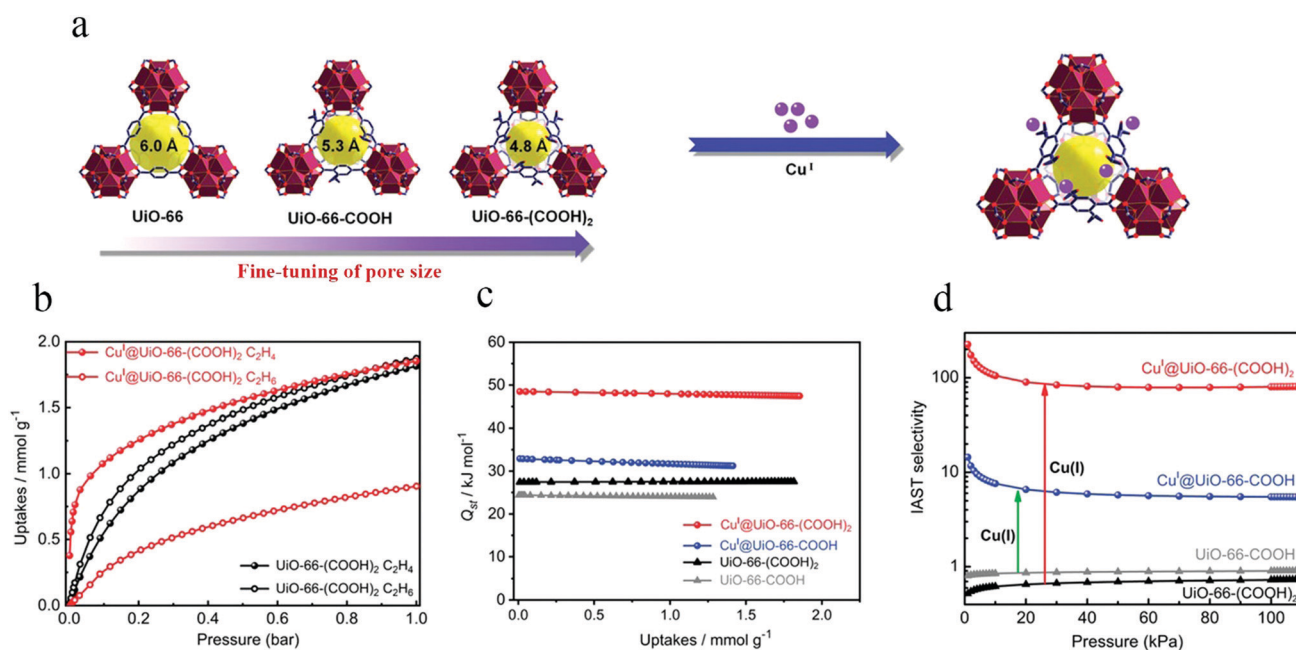 a
6.0 Å
5.3 Å
4.8 Å
UiO-66
UiO-66-COOH
UiO-66-(COOH)₂
Fine-tuning of pore size
Cuᴵ
b
Uptakes / mmol g⁻¹
2.0
1.5
1.0
0.5
0.0
Cuᴵ@UiO-66-(COOH)₂ C₂H₄
Cuᴵ@UiO-66-(COOH)₂ C₂H₆
UiO-66-(COOH)₂ C₂H₄
UiO-66-(COOH)₂ C₂H₆
0.0 0.2 0.4 0.6 0.8 1.0
Pressure (bar)
c
Qst / kJ mol⁻¹
60
50
40
30
20
10
0
Cuᴵ@UiO-66-(COOH)₂
Cuᴵ@UiO-66-COOH
UiO-66-(COOH)₂
UiO-66-COOH
0.0 0.5 1.0 1.5 2.0
Uptakes / mmol g⁻¹
d
IAST selectivity
100
10
1
Cuᴵ@UiO-66-(COOH)₂
Cu(I)
Cuᴵ@UiO-66-COOH
Cu(I)
UiO-66-COOH
UiO-66-(COOH)₂
0 20 40 60 80 100
Pressure (kPa)